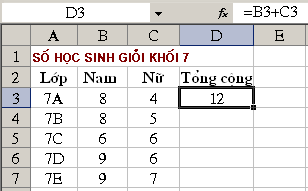 D3 fx =B3+C3
A B C D E
1 SỐ HỌC SINH GIỎI KHỐI 7
2 Lớp Nam Nữ Tổng cộng
3 7A 8 4 12
4 7B 8 5
5 7C 6 6
6 7D 9 6
7 7E 9 7